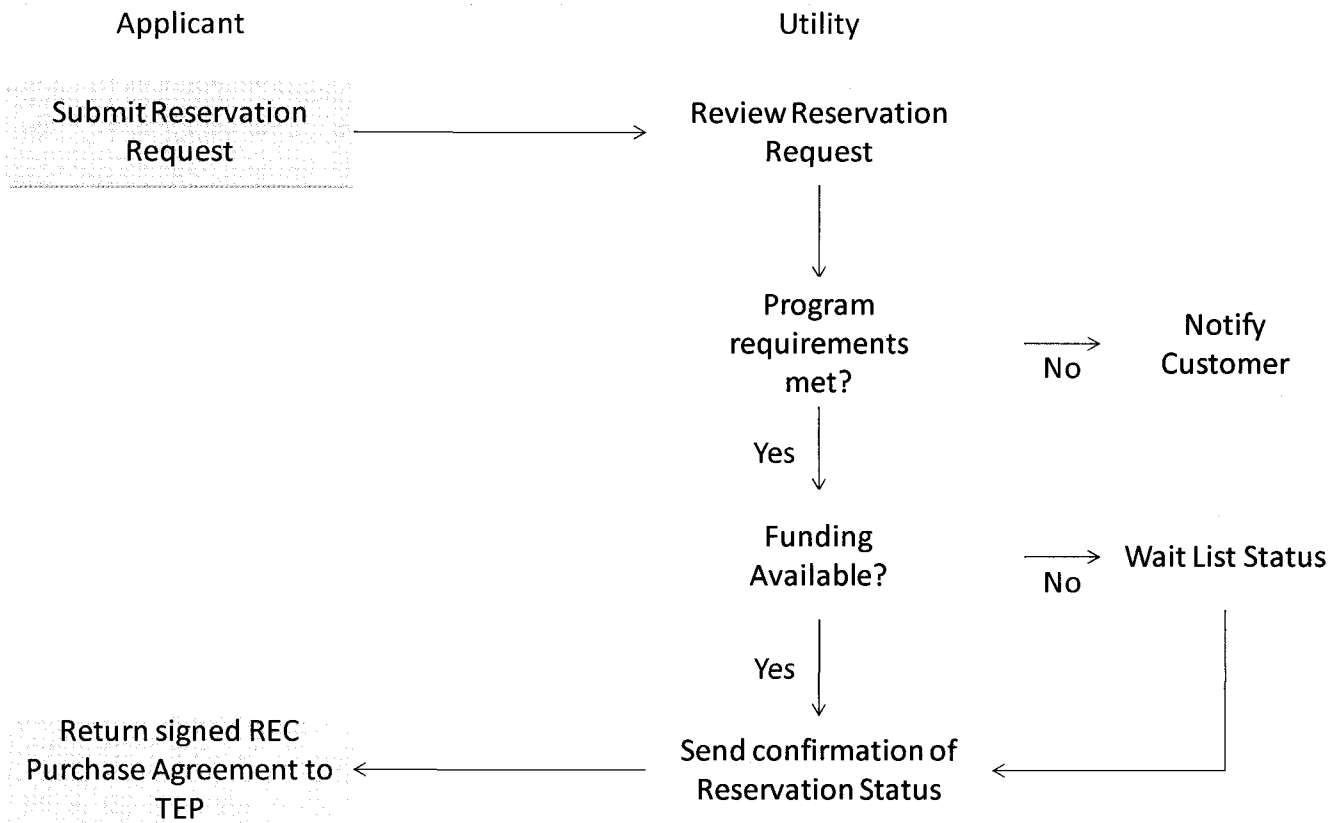 Applicant
Utility
Submit Reservation
Request
Review Reservation
Request
Program
requirements
met?
No
Notify
Customer
Yes
Funding
Available?
No
Wait List Status
Yes
Return signed REC
Purchase Agreement to
TEP
Send confirmation of
Reservation Status